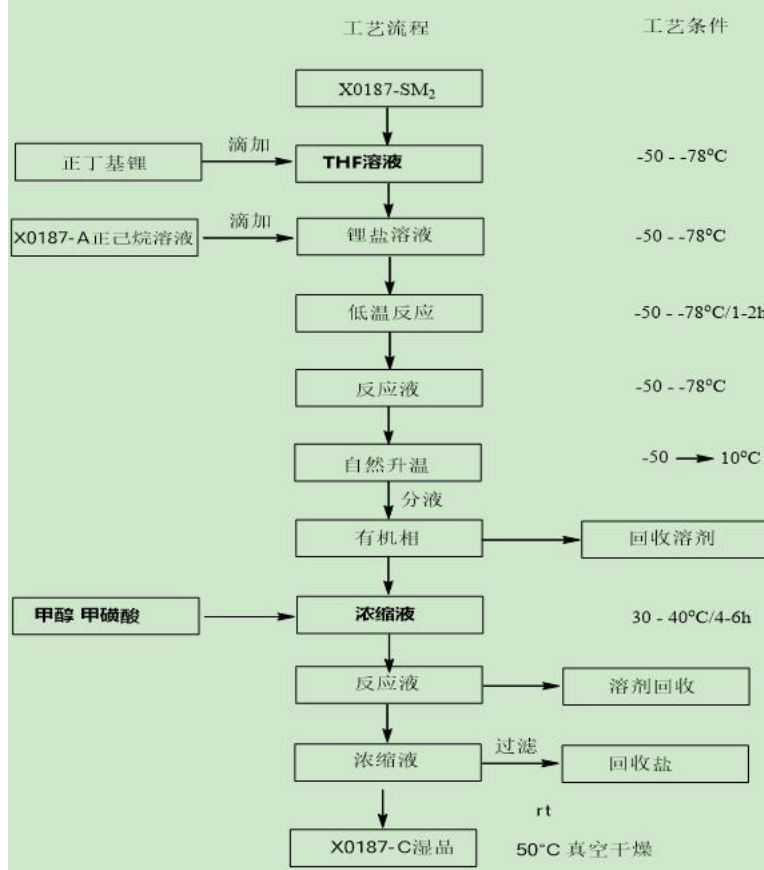 工艺流程 工艺条件
X0187-SM₂
滴加
正丁基锂 THF溶液 -50 - -78°C
滴加
X0187-A正己烷溶液 锂盐溶液 -50 - -78°C
低温反应 -50 - -78°C/1-2h
反应液 -50 - -78°C
自然升温 -50 → 10°C
分液
有机相 回收溶剂
甲醇 甲磺酸 浓缩液 30 - 40°C/4-6h
反应液 溶剂回收
过滤
浓缩液 回收盐
rt
X0187-C湿品 50°C 真空干燥